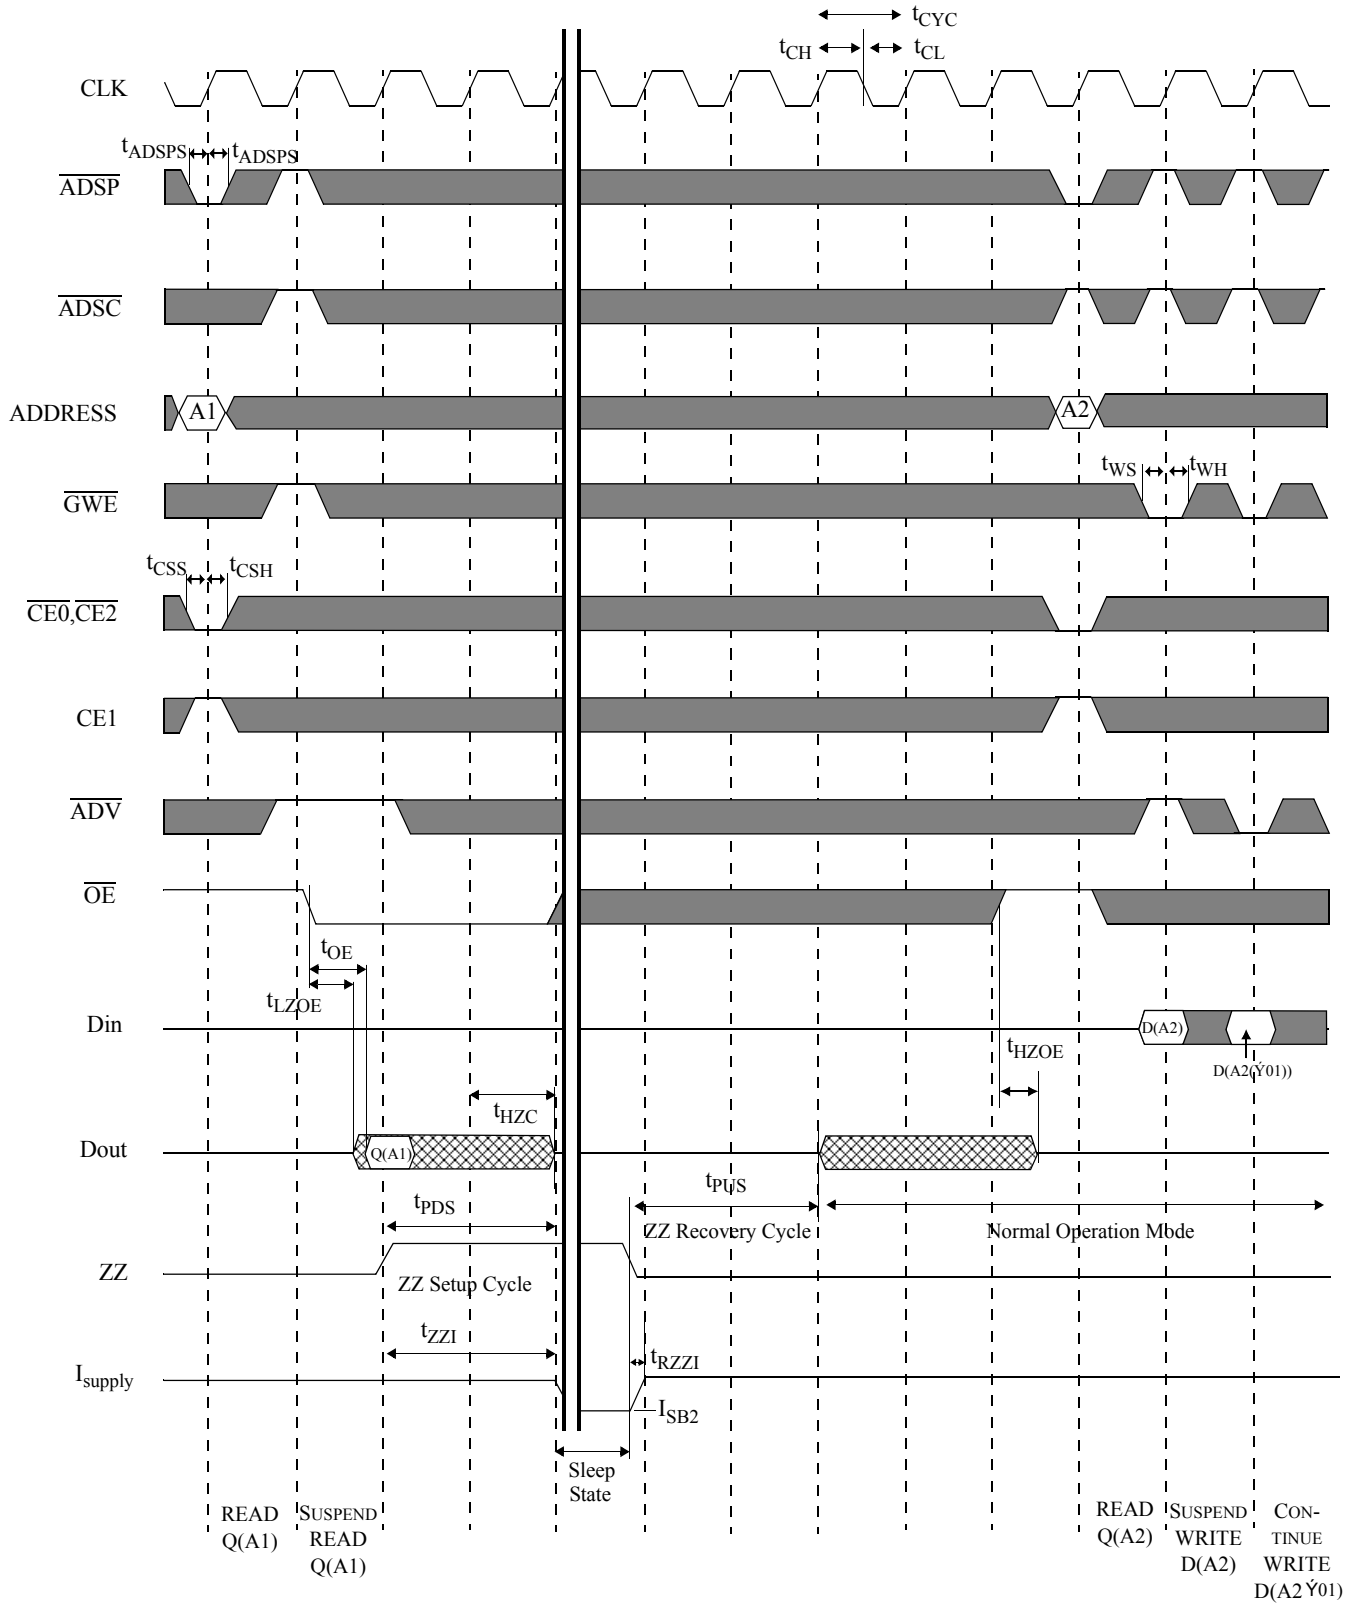 tCYC
tCH tCL
CLK
tADSPS tADSPS
ADSP
ADSC
ADDRESS A1 A2
tWS tWH
GWE
tCSS tCSH
CE0,CE2
CE1
ADV
OE
tOE
tLZOE
Din D(A2)
tHZOE
D(A2(Ý01))
tHZC
Dout Q(A1)
tPDS tPUS
ZZ Recovery Cycle Normal Operation Mode
ZZ ZZ Setup Cycle
tZZI
tRZZI
Isupply
ISB2
Sleep
State
READ
Q(A1)
SUSPEND
READ
Q(A1)
READ
Q(A2)
SUSPEND
WRITE
D(A2)
CON-
TINUE
WRITE
D(A2Ý01)